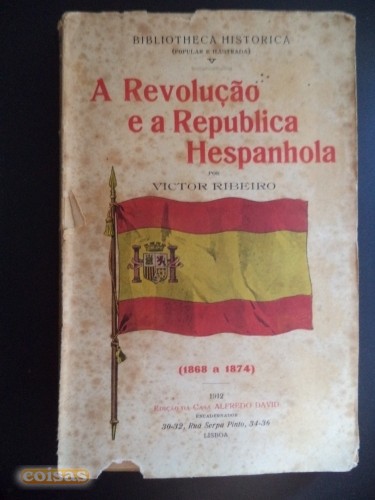 BIBLIOTHECA HISTORICA
(POPULAR E ILLUSTRADA)
V
A Revolução
e a Republica
Hespanhola
POR
VICTOR RIBEIRO
(1868 a 1874)
1912
EDIÇÃO DA CASA ALFREDO DAVID
ENCADERNADOR
30-32, Rua Serpa Pinto, 34-36
LISBOA
coisas